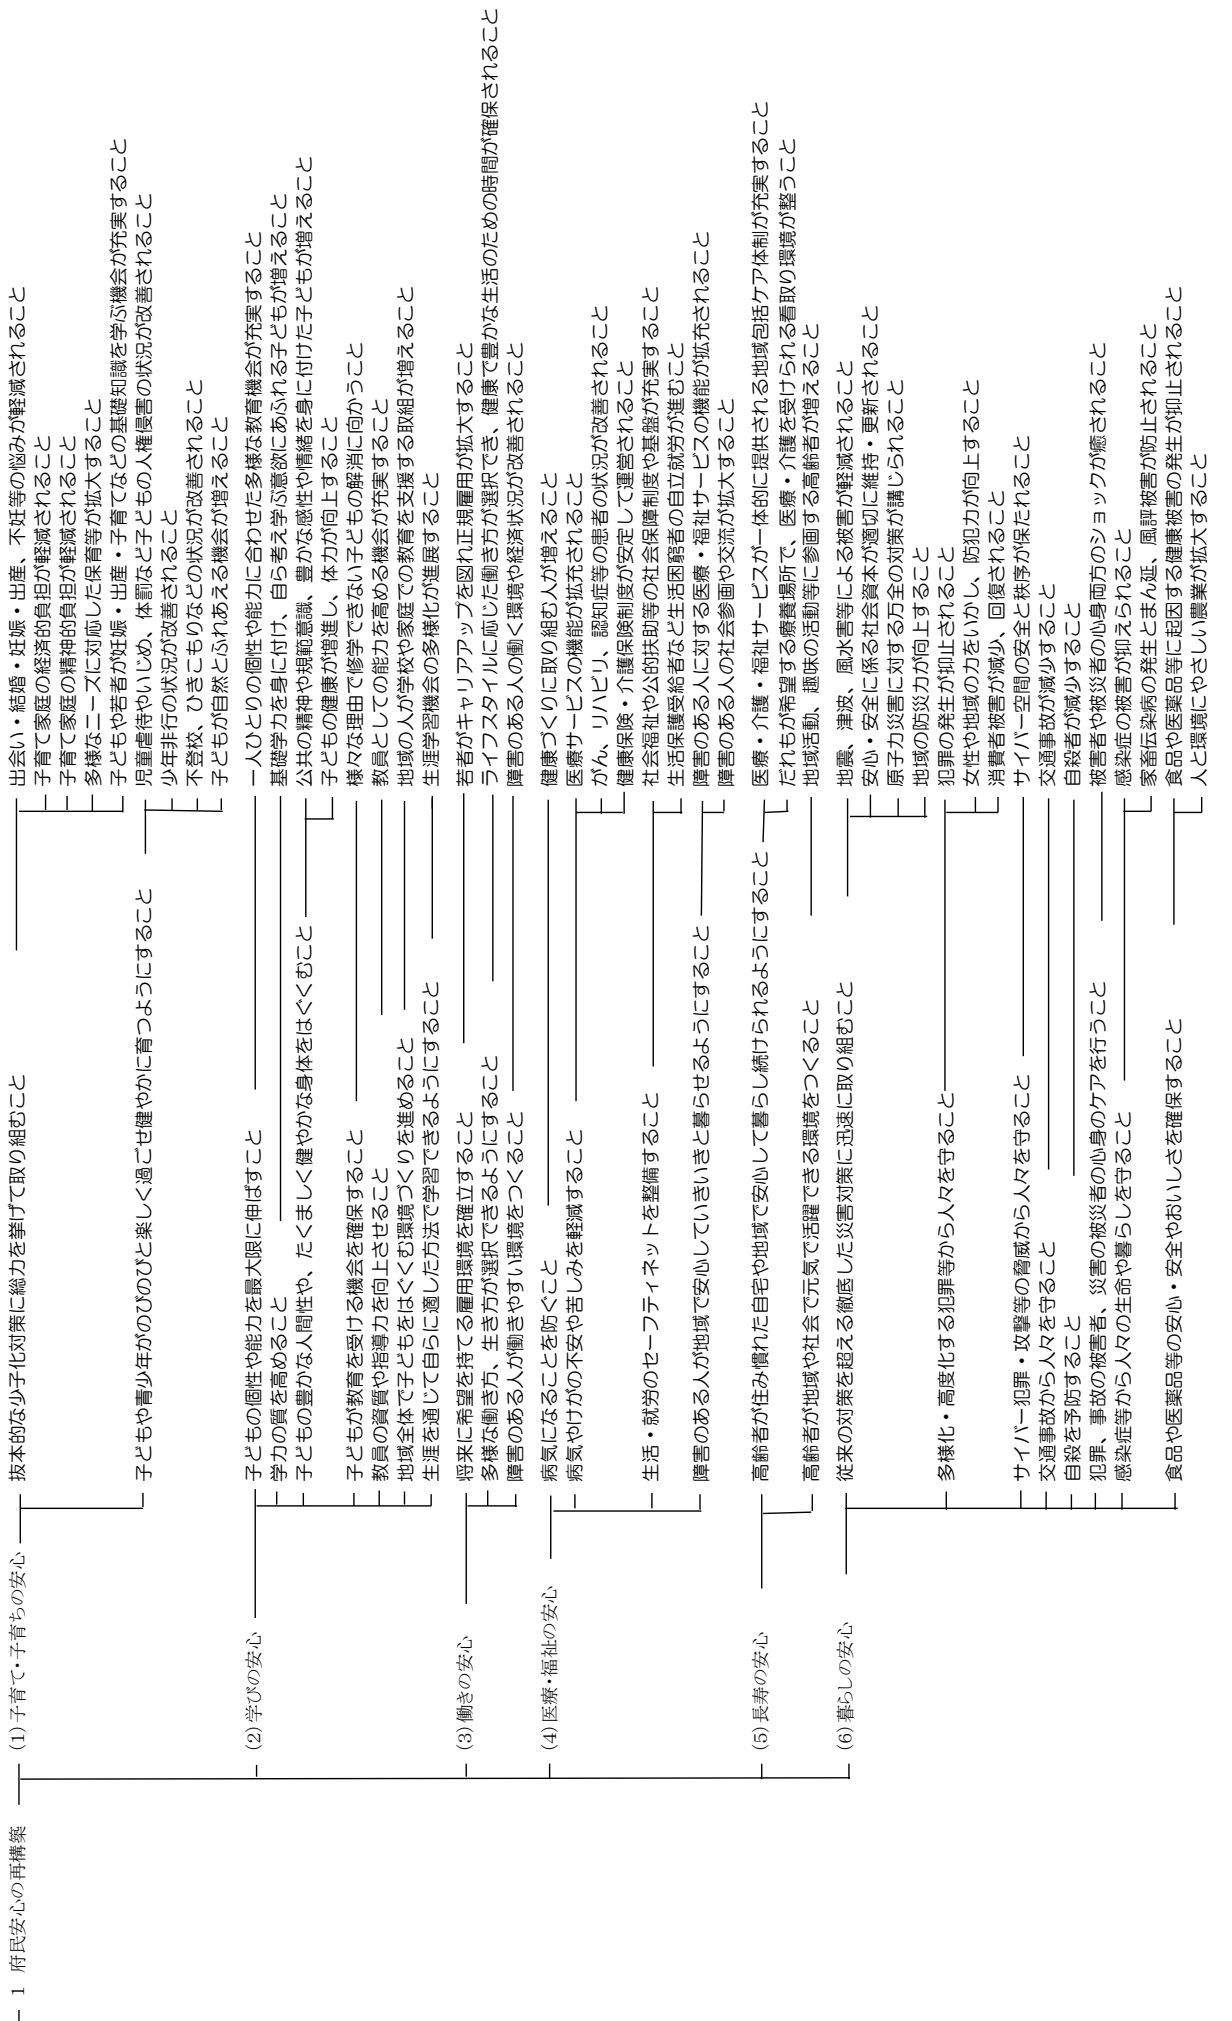 1 府民安心の再構築
(1)子育て・子育ちの安心
抜本的な少子化対策に総力を挙げて取り組むこと
出会い・結婚・妊娠・出産、不妊等の悩みが軽減されること
子育て家庭の経済的負担が軽減されること
子育て家庭の精神的負担が軽減されること
多様なニーズに対応した保育等が拡大すること
子どもや若者が妊娠・出産・子育てなどの基礎知識を学ぶ機会が充実すること
子どもや青少年がのびのびと楽しく過ごせ健やかに育つようにすること
児童虐待やいじめ、体罰など子どもの人権侵害の状況が改善されること
少年非行の状況が改善されること
不登校、ひきこもりなどの状況が改善されること
子どもが自然とふれあえる機会が増えること
(2)学びの安心
子どもの個性や能力を最大限に伸ばすこと
一人ひとりの個性や能力に合わせた多様な教育機会が充実すること
学力の質を高めること
基礎学力を身に付け、自ら考え学ぶ意欲にあふれる子どもが増えること
子どもの豊かな人間性や、たくましく健やかな身体をはぐくむこと
公共の精神や規範意識、豊かな感性や情緒を身に付けた子どもが増えること
子どもの健康が増進し、体力が向上すること
子どもが教育を受ける機会を確保すること
様々な理由で修学できない子どもの解消に向かうこと
教員の資質や指導力を向上させること
教員としての能力を高める機会が充実すること
地域全体で子どもをはぐくむ環境づくりを進めること
地域の人が学校や家庭での教育を支援する取組が増えること
生涯を通じて自らに適した方法で学習できるようにすること
生涯学習機会の多様化が進展すること
(3)働きの安心
将来に希望を持てる雇用環境を確立すること
若者がキャリアアップを図れ正規雇用が拡大すること
多様な働き方、生き方が選択できるようにすること
ライフスタイルに応じた働き方が選択でき、健康で豊かな生活のための時間が確保されること
障害のある人が働きやすい環境をつくること
障害のある人の働く環境や経済状況が改善されること
(4)医療・福祉の安心
病気になることを防ぐこと
健康づくりに取り組む人が増えること
病気やけがの不安や苦しみを軽減すること
医療サービスの機能が拡充されること
がん、リハビリ、認知症等の患者の状況が改善されること
健康保険・介護保険制度が安定して運営されること
生活・就労のセーフティネットを整備すること
社会福祉や公的扶助等の社会保障制度や基盤が充実すること
生活保護受給者など生活困窮者の自立就労が進むこと
障害のある人が地域で安心していきいきと暮らせるようにすること
障害のある人に対する医療・福祉サービスの機能が拡充されること
障害のある人の社会参画や交流が拡大すること
(5)長寿の安心
高齢者が住み慣れた自宅や地域で安心して暮らし続けられるようにすること
医療・介護・福祉サービスが一体的に提供される地域包括ケア体制が充実すること
だれもが希望する療養場所で、医療・介護を受けられる看取り環境が整うこと
高齢者が地域や社会で元気で活躍できる環境をつくること
地域活動、趣味の活動等に参画する高齢者が増えること
(6)暮らしの安心
従来の対策を超える徹底した災害対策に迅速に取り組むこと
地震、津波、風水害等による被害が軽減されること
安心・安全に係る社会資本が適切に維持・更新されること
原子力災害に対する万全の対策が講じられること
地域の防災力が向上すること
多様化・高度化する犯罪等から人々を守ること
犯罪の発生が抑止されること
女性や地域の力をいかし、防犯力が向上すること
消費者被害が減少、回復されること
サイバー犯罪・攻撃等の脅威から人々を守ること
サイバー空間の安全と秩序が保たれること
交通事故から人々を守ること
交通事故が減少すること
自殺を予防すること
自殺者が減少すること
犯罪、事故の被害者、災害の被災者の心身のケアを行うこと
被害者や被災者の心身両方のショックが癒されること
感染症等から人々の生命や暮らしを守ること
感染症の被害が抑えられること
家畜伝染病の発生とまん延、風評被害が防止されること
食品や医薬品等の安心・安全やおいしさを確保すること
食品や医薬品等に起因する健康被害の発生が抑止されること
人と環境にやさしい農業が拡大すること